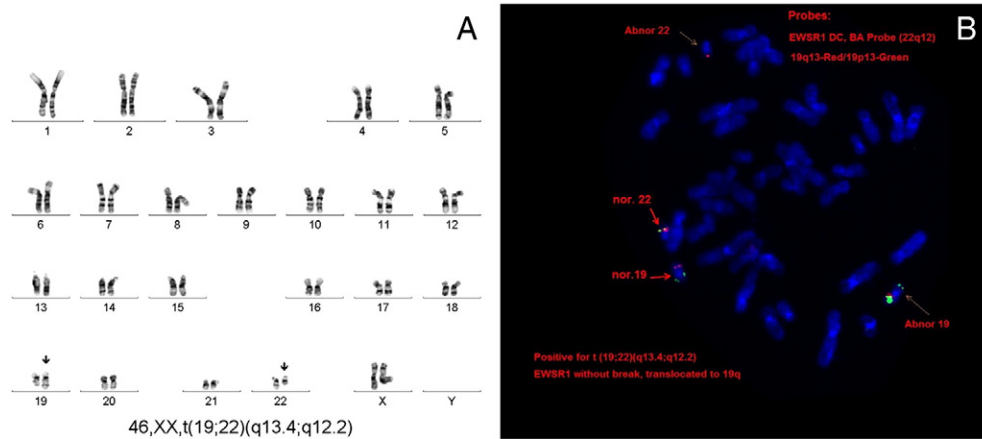 A
1 2 3 4 5
6 7 8 9 10 11 12
13 14 15 16 17 18
19 20 21 22 X Y
46,XX,t(19;22)(q13.4;q12.2)
B
Probes:
Abnor 22
EWSR1 DC, BA Probe (22q12)
19q13-Red/19p13-Green
nor. 22
nor.19
Abnor 19
Positive for t (19;22)(q13.4;q12.2)
EWSR1 without break, translocated to 19q